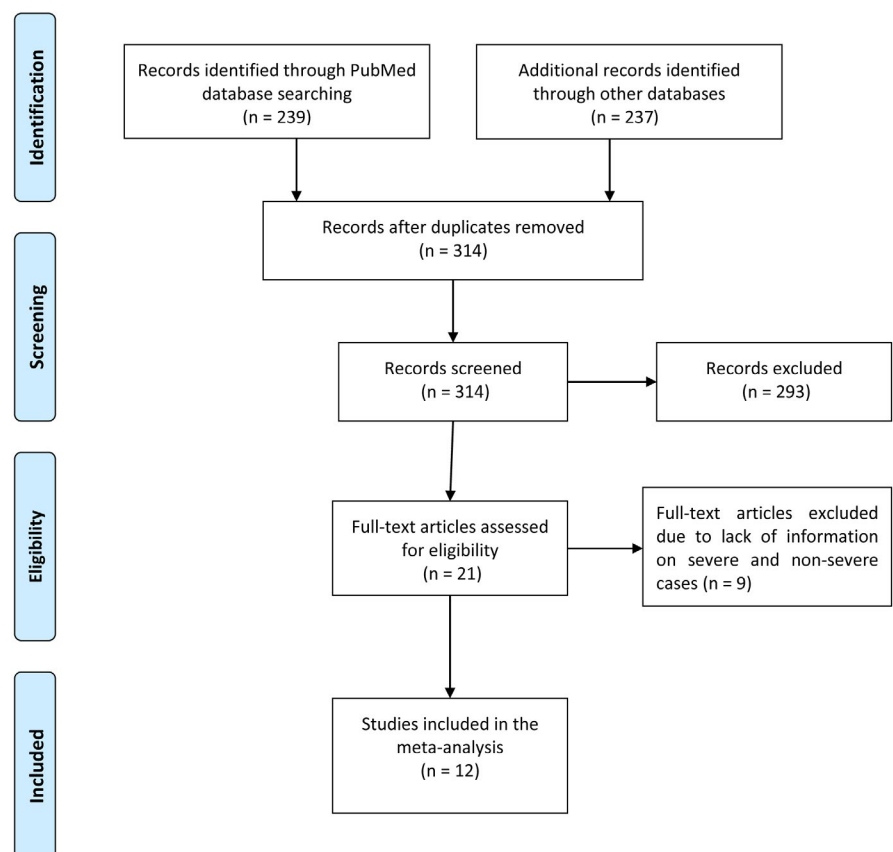 Identification
Records identified through PubMed
database searching
(n = 239)
Additional records identified
through other databases
(n = 237)
Records after duplicates removed
(n = 314)
Screening
Records screened
(n = 314)
Records excluded
(n = 293)
Eligibility
Full-text articles assessed
for eligibility
(n = 21)
Full-text articles excluded
due to lack of information
on severe and non-severe
cases (n = 9)
Included
Studies included in the
meta-analysis
(n = 12)